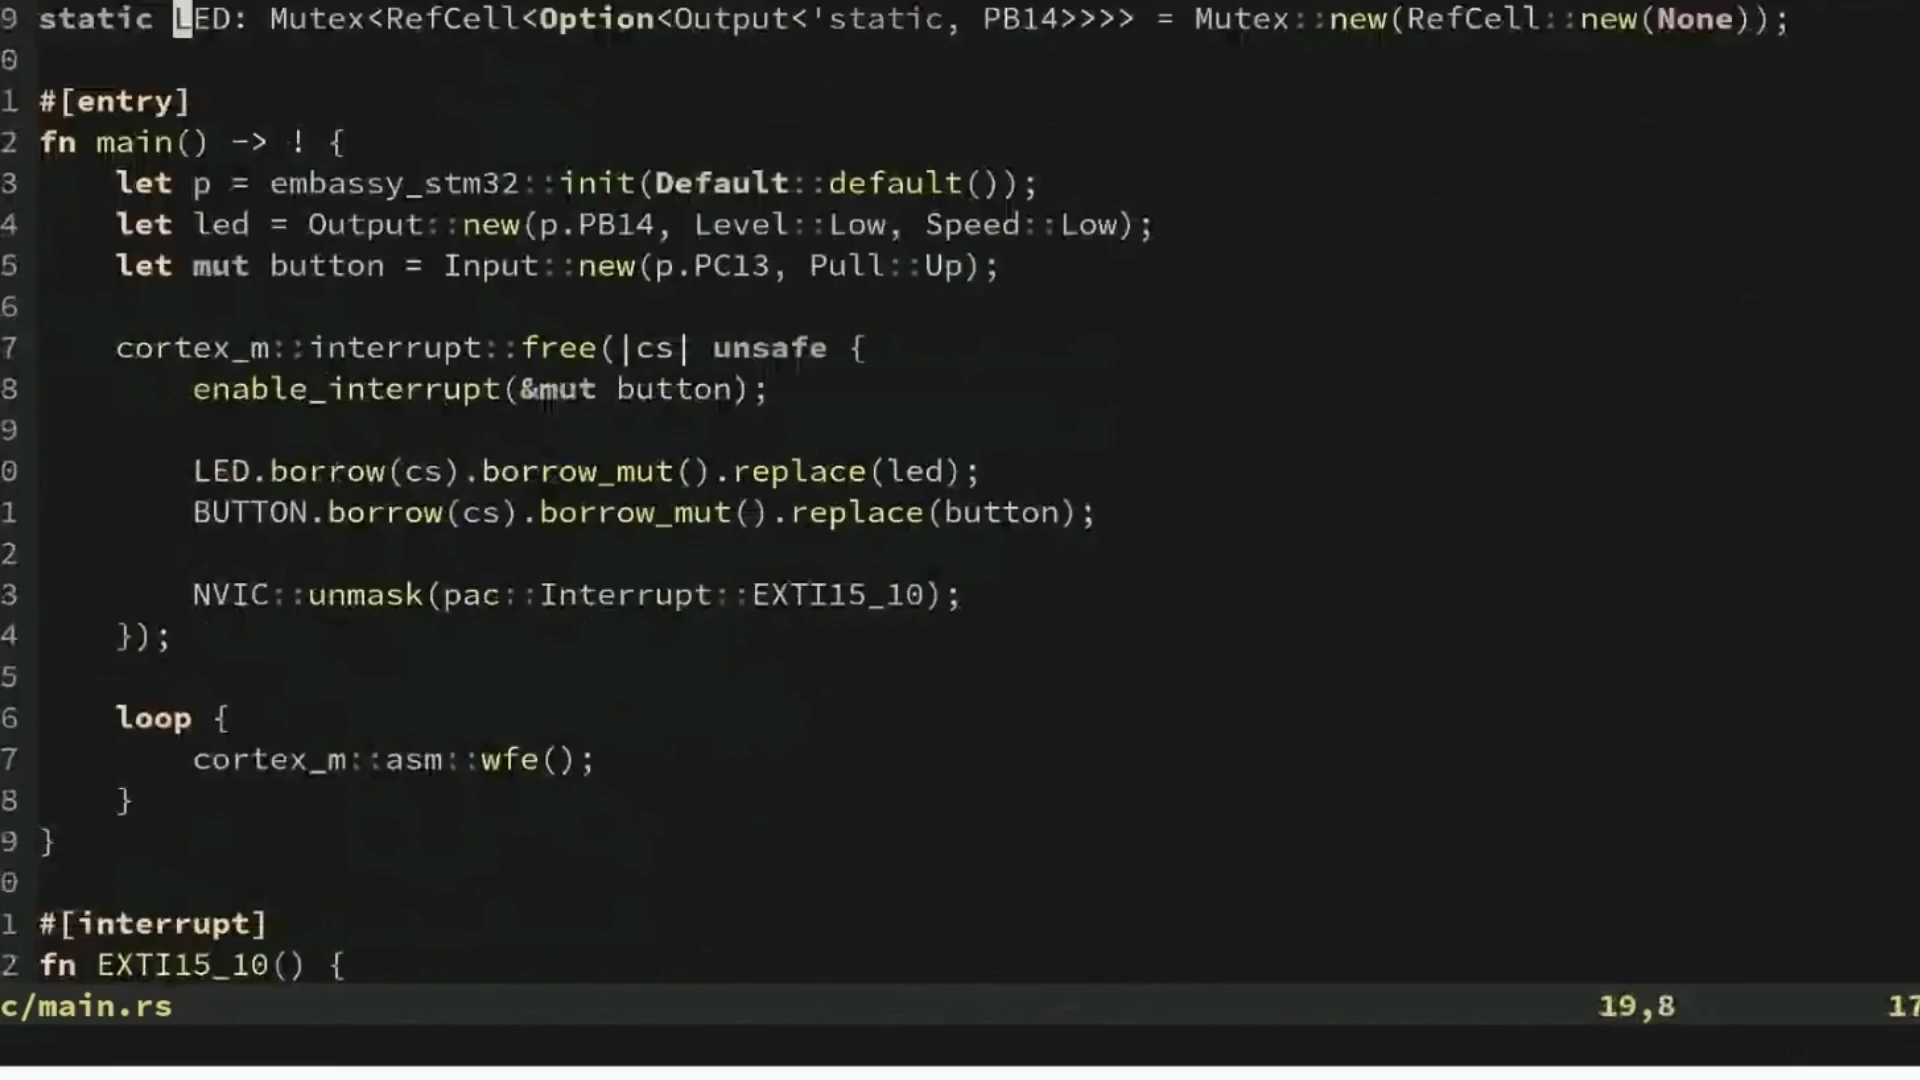 9 static LED: Mutex<RefCell<Option<Output<'static, PB14>>>> = Mutex::new(RefCell::new(None));
0
1 #[entry]
2 fn main() -> ! {
3     let p = embassy_stm32::init(Default::default());
4     let led = Output::new(p.PB14, Level::Low, Speed::Low);
5     let mut button = Input::new(p.PC13, Pull::Up);
6
7     cortex_m::interrupt::free(|cs| unsafe {
8         enable_interrupt(&mut button);
9
0         LED.borrow(cs).borrow_mut().replace(led);
1         BUTTON.borrow(cs).borrow_mut().replace(button);
2
3         NVIC::unmask(pac::Interrupt::EXTI15_10);
4     });
5
6     loop {
7         cortex_m::asm::wfe();
8     }
9 }
0
1 #[interrupt]
2 fn EXTI15_10() {
c/main.rs 19,8 17